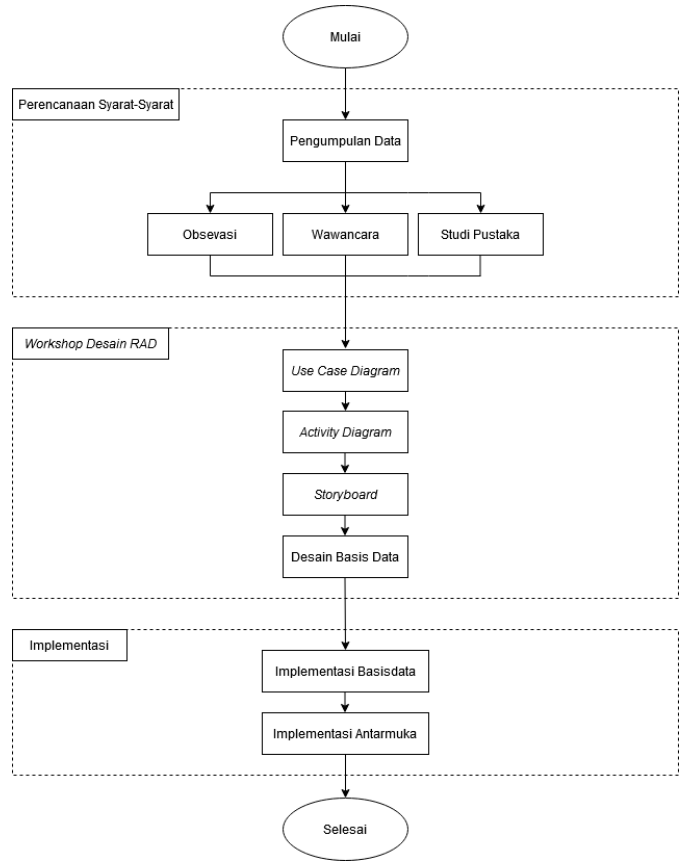 Mulai
Perencanaan Syarat-Syarat
Pengumpulan Data
Obsevasi
Wawancara
Studi Pustaka
Workshop Desain RAD
Use Case Diagram
Activity Diagram
Storyboard
Desain Basis Data
Implementasi
Implementasi Basisdata
Implementasi Antarmuka
Selesai